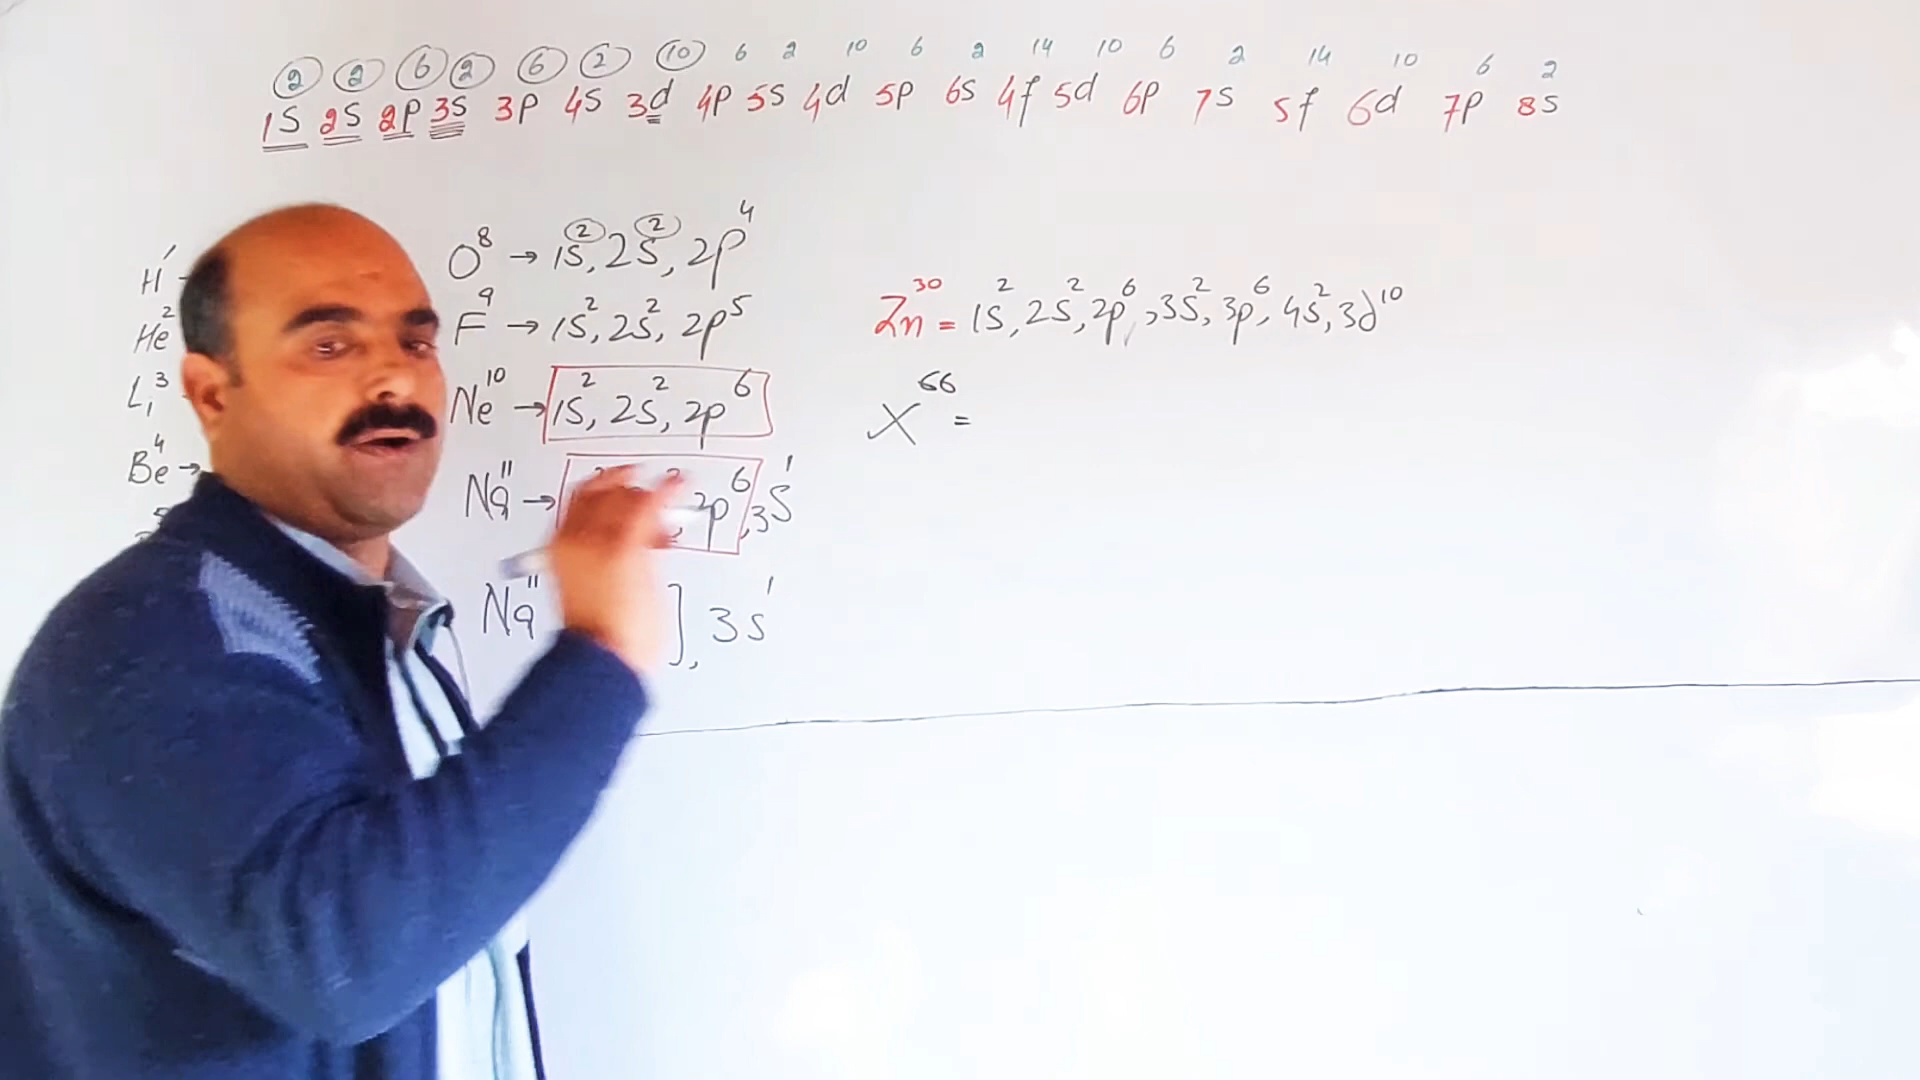 2 2 6 2 6 2 10 6 2 10 6 2 14 10 6 2 14 10 6 2
1s 2s 2p 3s 3p 4s 3d 4p 5s 4d 5p 6s 4f 5d 6p 7s 5f 6d 7p 8s
H¹
He²
Li³
Be⁴ →
5
O⁸ → 1s², 2s², 2p⁴
F⁹ → 1s², 2s², 2p⁵
Ne¹⁰ → 1s², 2s², 2p⁶
Na¹¹ → 2p⁶, 3s¹
Na¹¹ ], 3s¹
Zn³⁰ = 1s², 2s², 2p⁶, 3s², 3p⁶, 4s², 3d¹⁰
X⁶⁶ =